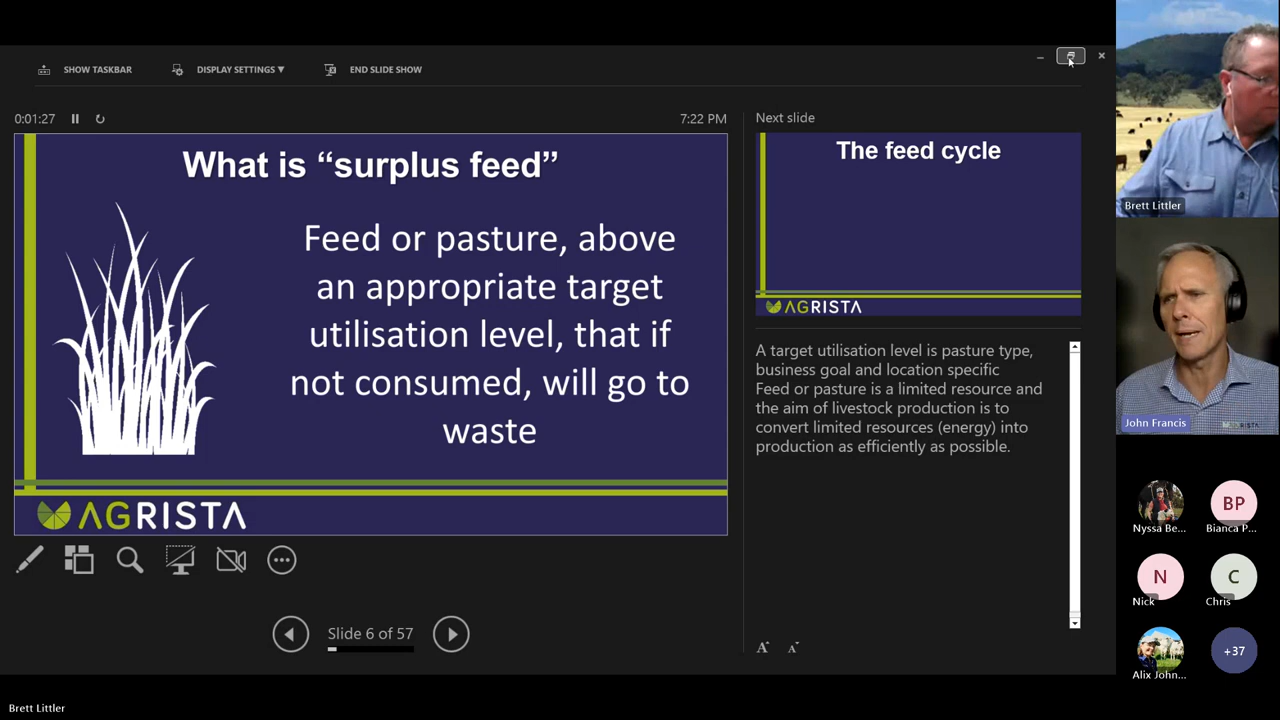 SHOW TASKBAR
DISPLAY SETTINGS ▼
END SLIDE SHOW
0:01:27
7:22 PM
What is “surplus feed”
Feed or pasture, above
an appropriate target
utilisation level, that if
not consumed, will go to
waste
AGRISTA
Slide 6 of 57
Next slide
The feed cycle
AGRISTA
A target utilisation level is pasture type,
business goal and location specific
Feed or pasture is a limited resource and
the aim of livestock production is to
convert limited resources (energy) into
production as efficiently as possible.
A A
Brett Littler
John Francis
Nyssa Be...
BP
Bianca P...
N
Nick
C
Chris
Alix John...
+37
Brett Littler